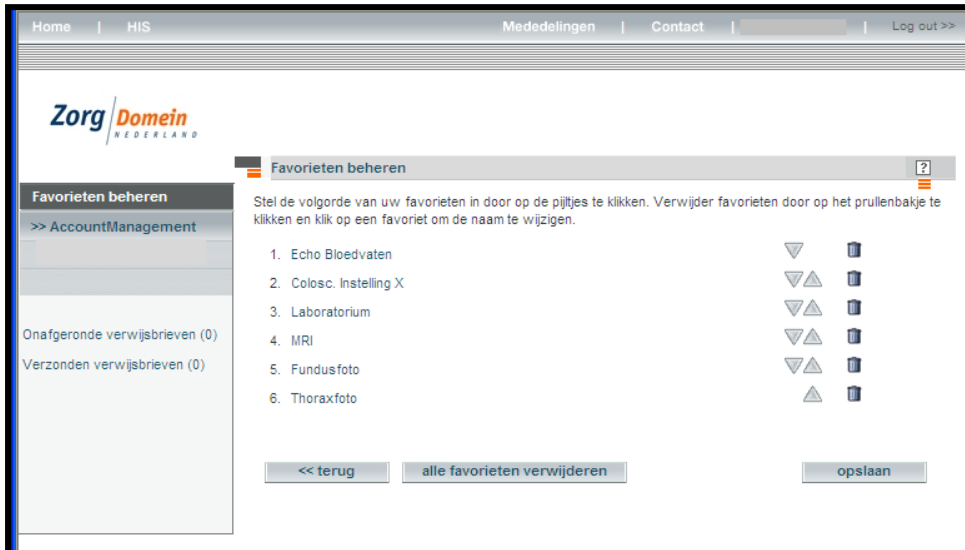 Home | HIS Mededelingen | Contact | | Log out >>
Zorg Domein
NEDERLAND
Favorieten beheren ?
Favorieten beheren
>> AccountManagement
Onafgeronde verwijsbrieven (0)
Verzonden verwijsbrieven (0)
Stel de volgorde van uw favorieten in door op de pijltjes te klikken. Verwijder favorieten door op het prullenbakje te
klikken en klik op een favoriet om de naam te wijzigen.
1. Echo Bloedvaten
2. Colosc. Instelling X
3. Laboratorium
4. MRI
5. Fundusfoto
6. Thoraxfoto
<< terug alle favorieten verwijderen opslaan